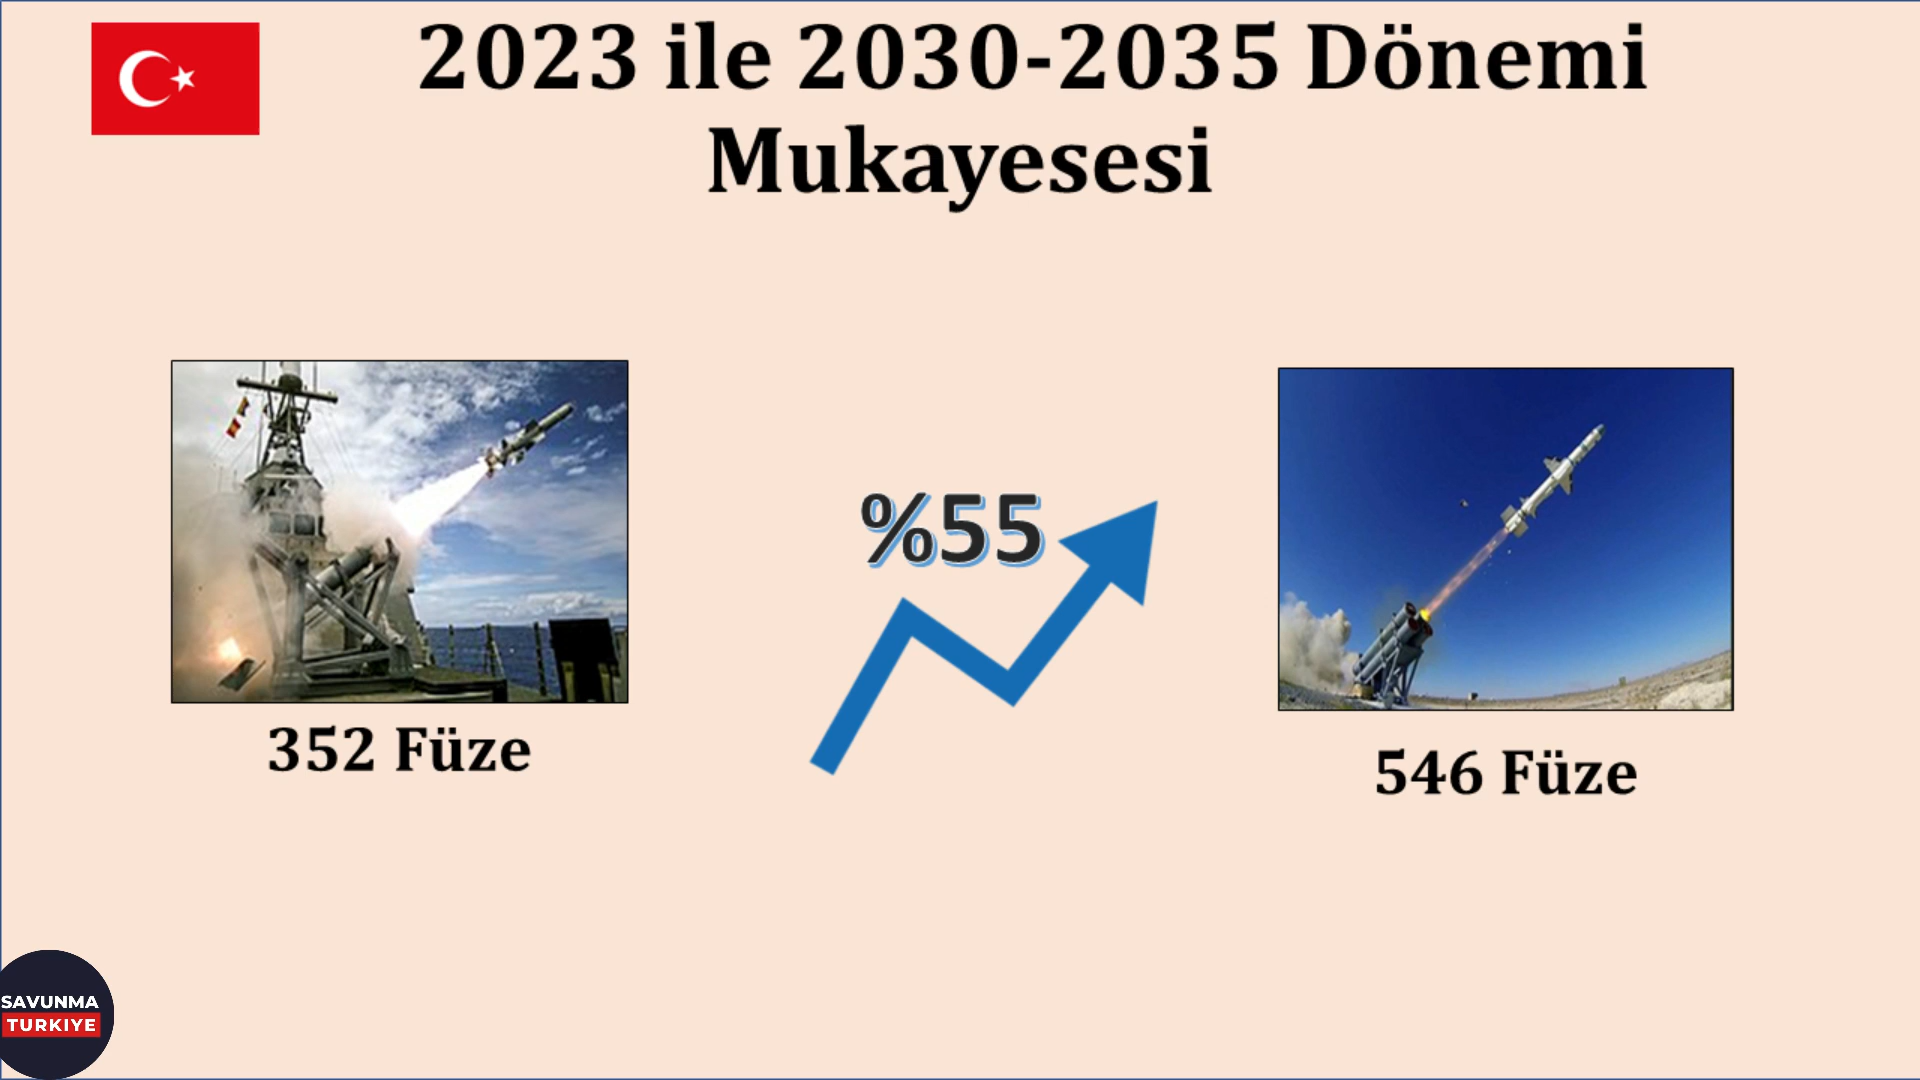 2023 ile 2030-2035 Dönemi
Mukayesesi
%55
352 Füze
546 Füze
SAVUNMA
TURKIYE